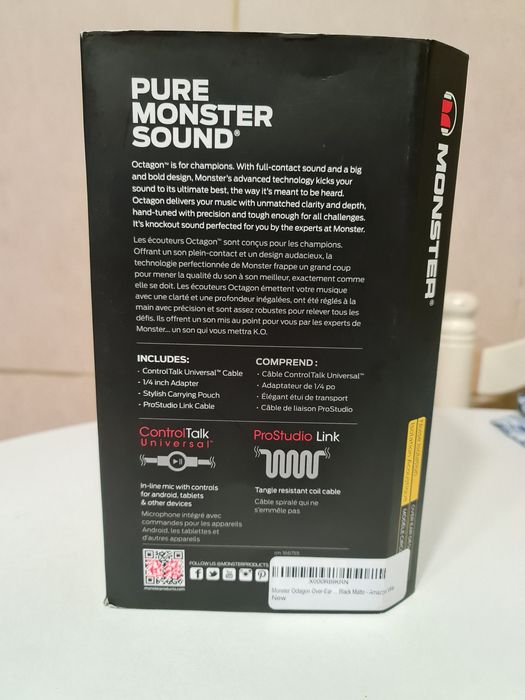 PURE
MONSTER
SOUND®
Octagon™ is for champions. With full-contact sound and a big
and bold design, Monster's advanced technology kicks your
sound to its ultimate best, the way it's meant to be heard.
Octagon delivers your music with unmatched clarity and depth,
hand-tuned with precision and tough enough for all challenges.
It's knockout sound perfected for you by the experts at Monster.
Les écouteurs Octagon™ sont conçus pour les champions.
Offrant un son plein-contact et un design audacieux, la
technologie perfectionnée de Monster frappe un grand coup
pour mener la qualité du son à son meilleur, exactement comme
elle se doit. Les écouteurs Octagon émettent votre musique
avec une clarté et une profondeur inégalées, ont été réglés à la
main avec précision et sont assez robustes pour relever tous les
défis. Ils offrent un son mis au point pour vous par les experts de
Monster... un son qui vous mettra K.O.
INCLUDES:
• ControlTalk Universal™ Cable
• 1/4 inch Adapter
• Stylish Carrying Pouch
• ProStudio Link Cable
COMPREND :
• Câble ControlTalk Universal™
• Adaptateur de 1/4 po
• Élégant étui de transport
• Câble de liaison ProStudio
ControlTalk
Universal™
In-line mic with controls
for android, tablets
& other devices
Microphone intégré avec
commandes pour les appareils
Android, les tablettes et
d'autres appareils
ProStudio Link
Tangle resistant coil cable
Câble spiralé qui ne
s'emmêle pas
FOLLOW US @MONSTERPRODUCTS
monsterproducts.com
Monster Octagon Over-Ear ... Black Matte - Amazon
New
MONSTER®